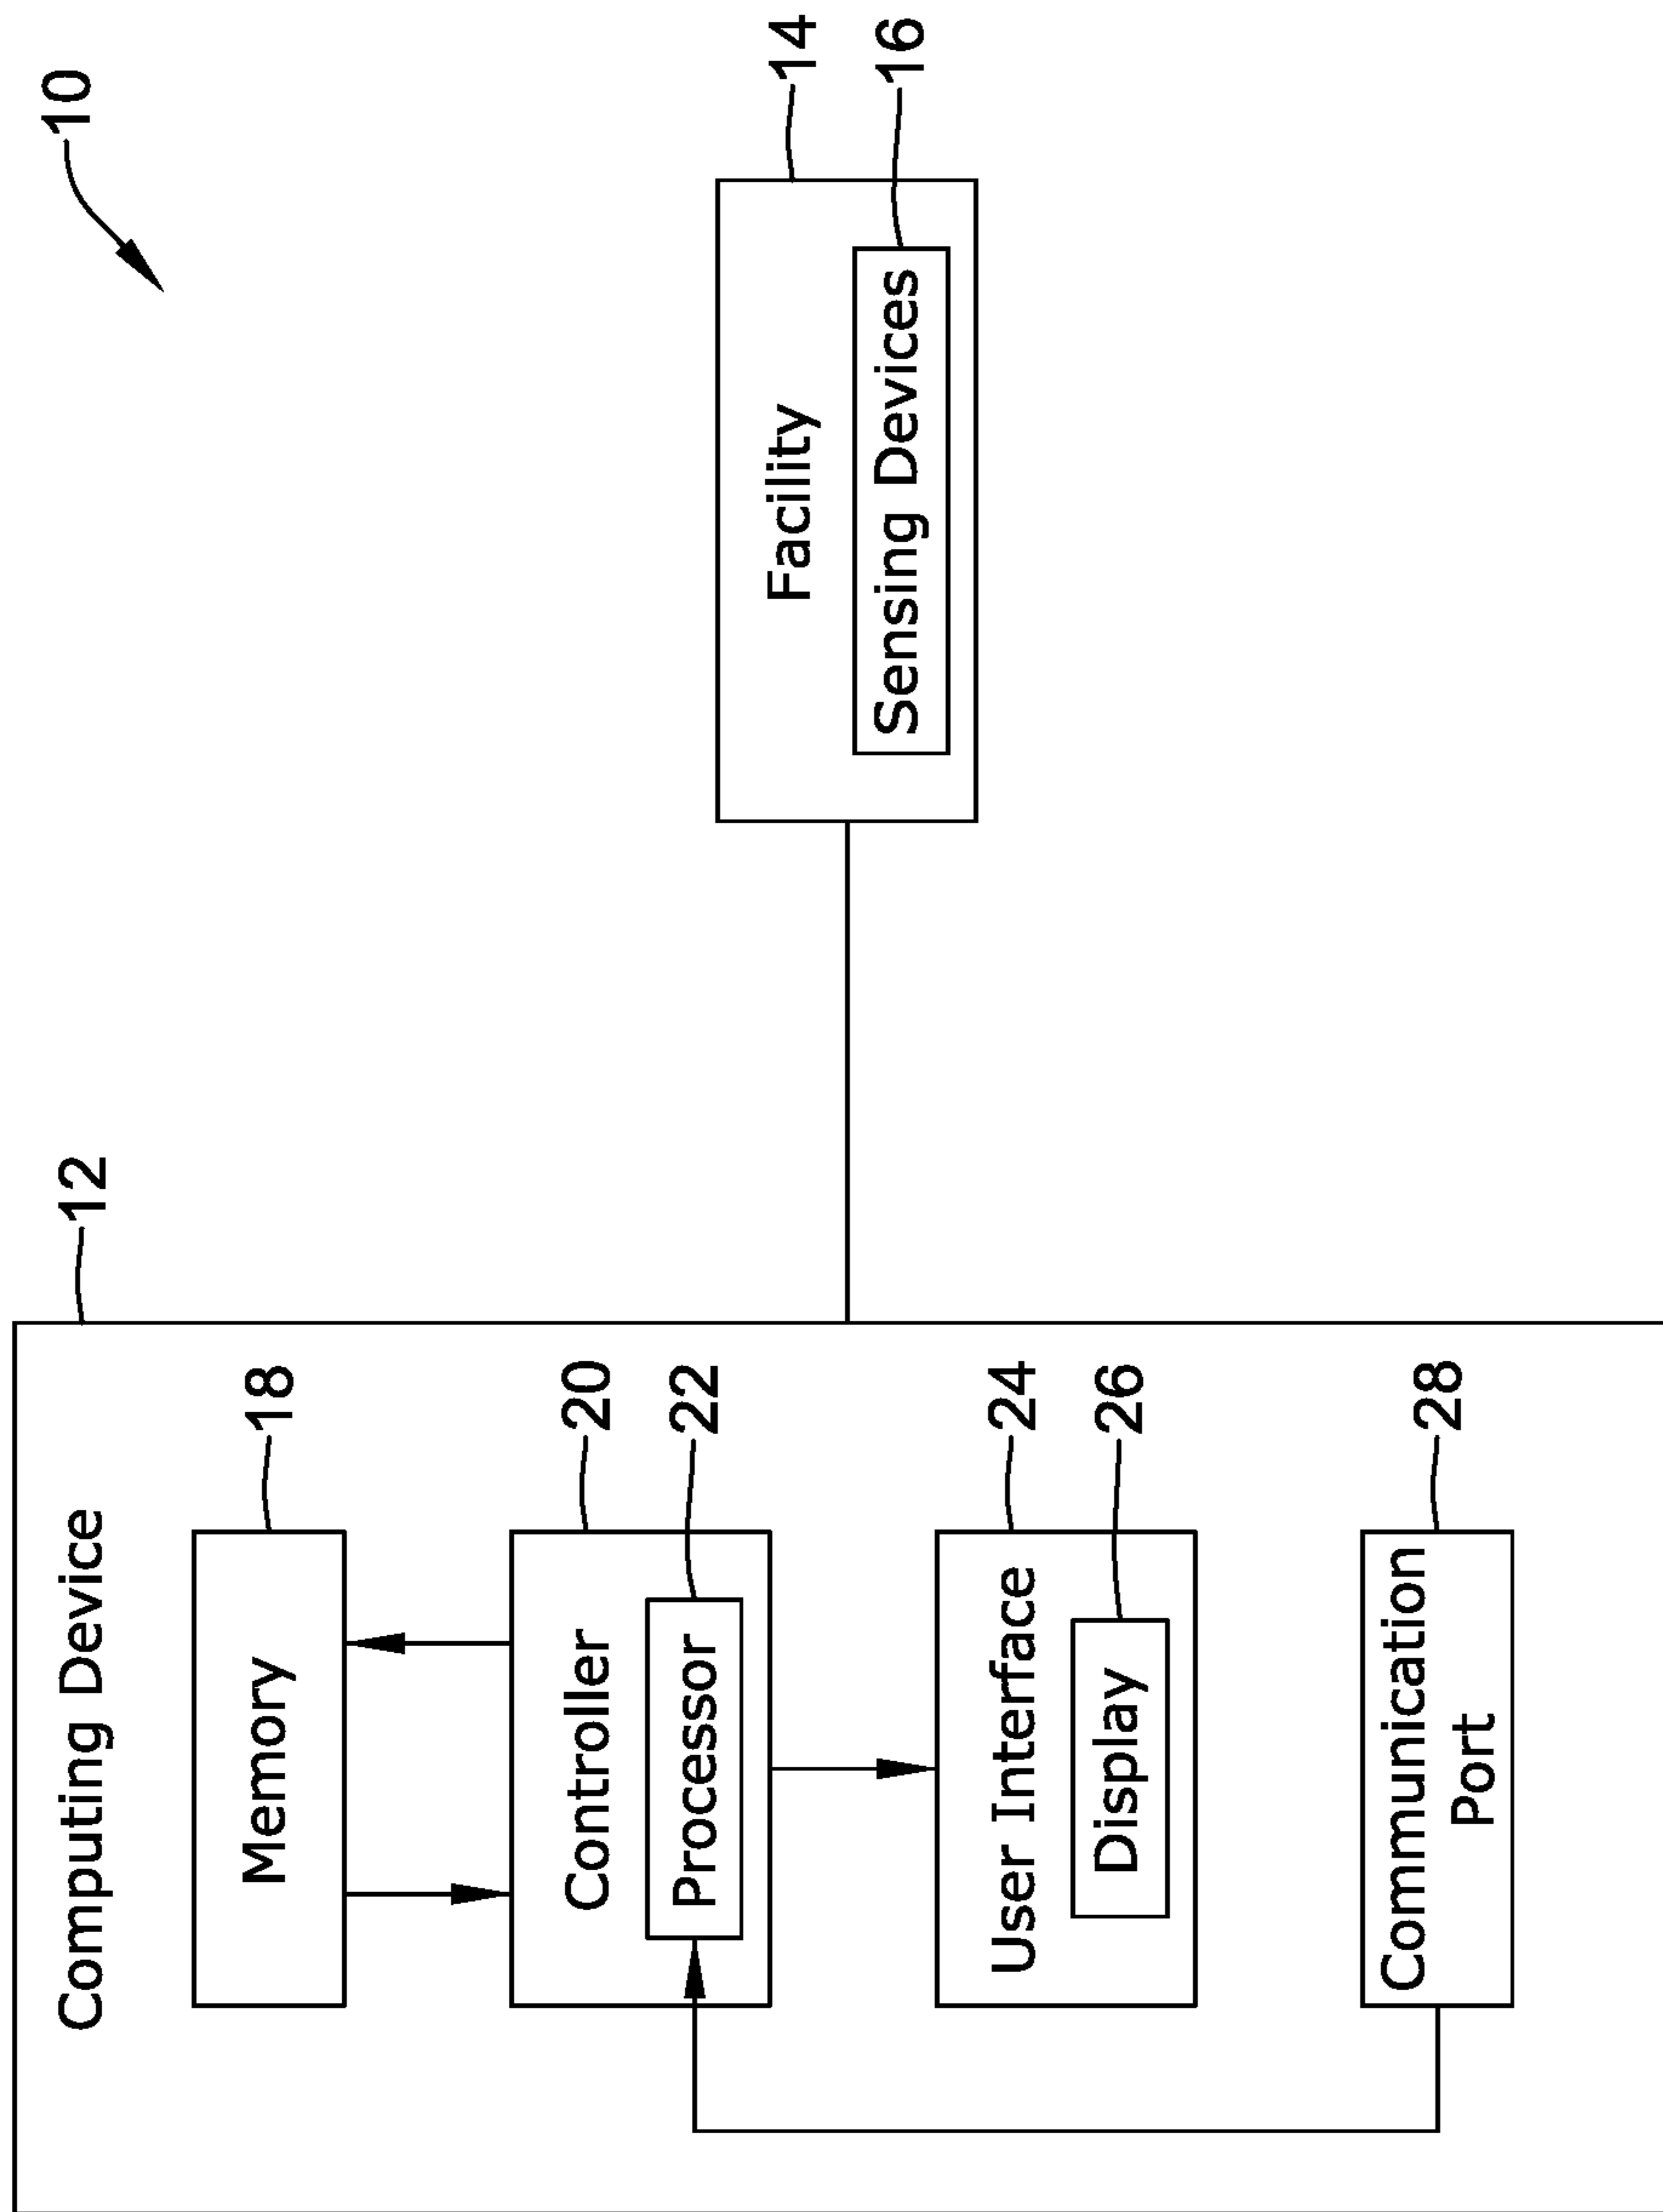 10
12
Computing Device
Memory
18
Controller
20
Processor
22
User Interface
24
Display
26
Communication
Port
28
Facility
14
Sensing Devices
16